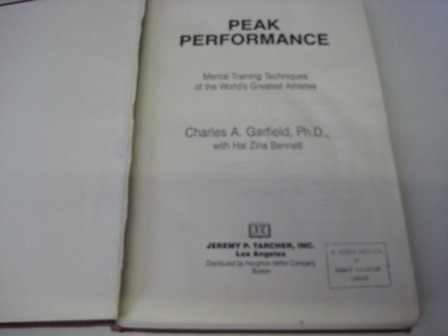 PEAK
PERFORMANCE
Mental Training Techniques
of the World's Greatest Athletes
Charles A. Garfield, Ph.D.,
with Hal Zina Bennett
JEREMY P. TARCHER, INC.
Los Angeles
Distributed by Houghton Mifflin Company
Boston